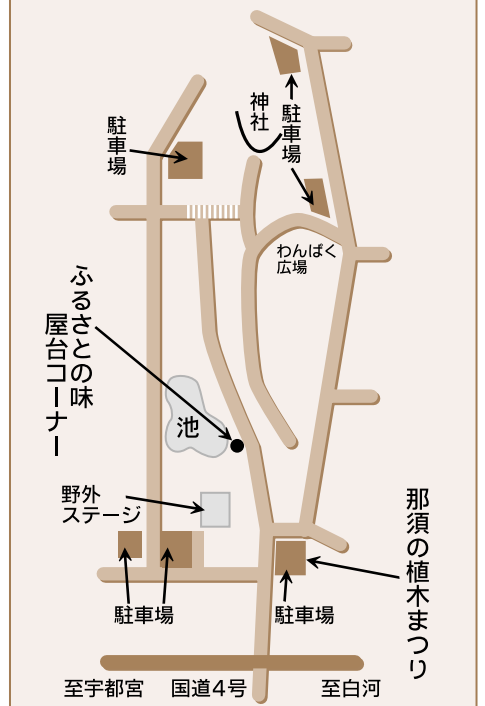 神社
駐車場
駐車場
わんぱく
広場
ふるさとの味
屋台コーナー
池
野外
ステージ
那須の植木まつり
駐車場
駐車場
至宇都宮
国道4号
至白河